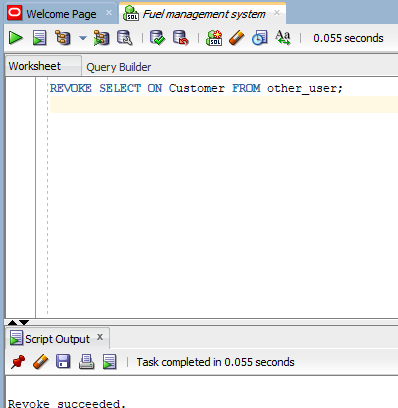 Welcome Page
Fuel management system
SQL
0.055 seconds
Worksheet
Query Builder
REVOKE SELECT ON Customer FROM other_user;
Script Output
Task completed in 0.055 seconds
Revoke succeeded.